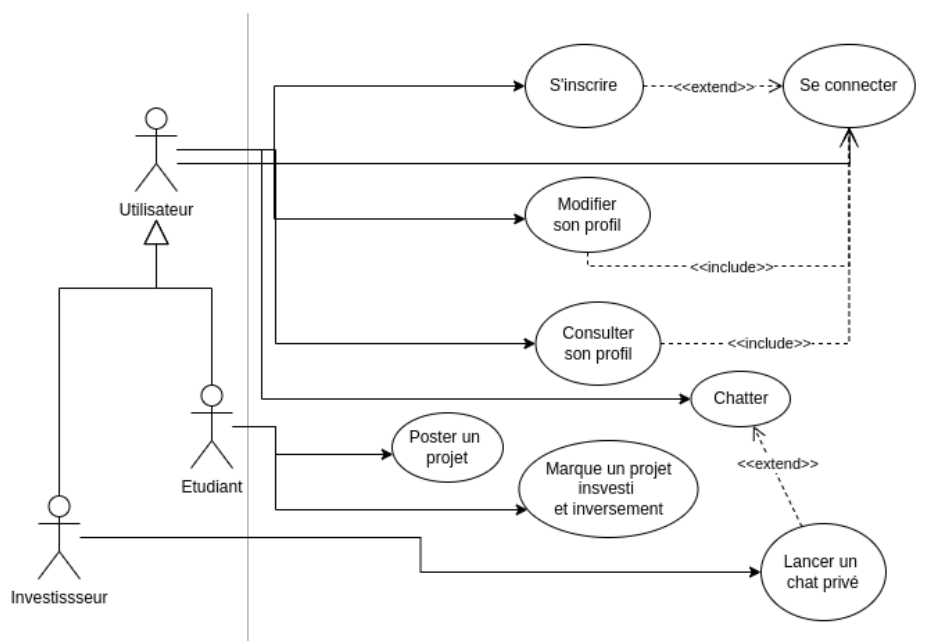 S'inscrire
<<extend>>
Se connecter
Utilisateur
Modifier
son profil
<<include>>
Consulter
son profil
<<include>>
Chatter
Poster un
projet
Marque un projet
insvesti
et inversement
<<extend>>
Etudiant
Lancer un
chat privé
Investissseur